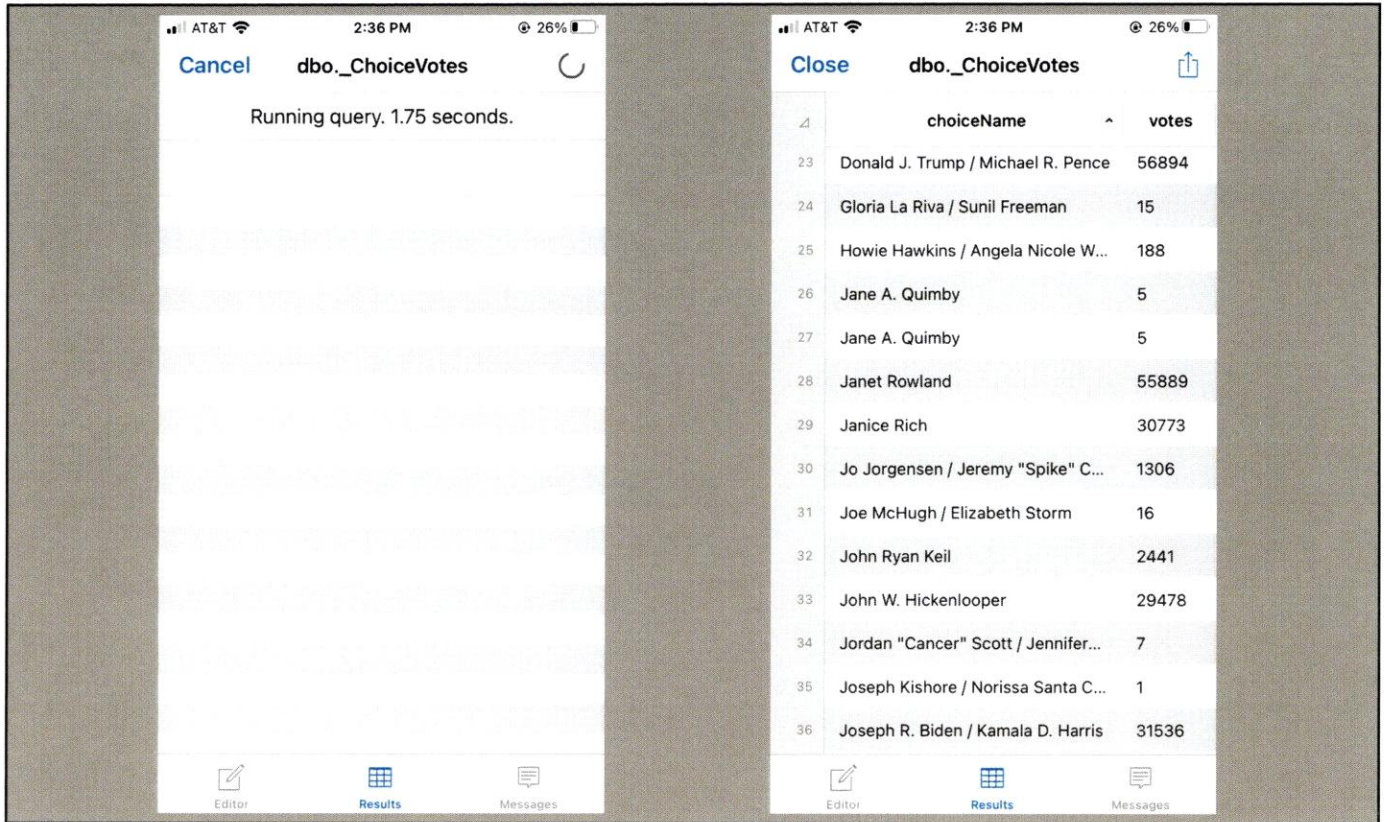 AT&T 2:36 PM 26%
Cancel dbo._ChoiceVotes
Running query. 1.75 seconds.
Editor Results Messages
AT&T 2:36 PM 26%
Close dbo._ChoiceVotes
choiceName votes
23 Donald J. Trump / Michael R. Pence 56894
24 Gloria La Riva / Sunil Freeman 15
25 Howie Hawkins / Angela Nicole W... 188
26 Jane A. Quimby 5
27 Jane A. Quimby 5
28 Janet Rowland 55889
29 Janice Rich 30773
30 Jo Jorgensen / Jeremy "Spike" C... 1306
31 Joe McHugh / Elizabeth Storm 16
32 John Ryan Keil 2441
33 John W. Hickenlooper 29478
34 Jordan "Cancer" Scott / Jennifer... 7
35 Joseph Kishore / Norissa Santa C... 1
36 Joseph R. Biden / Kamala D. Harris 31536
Editor Results Messages